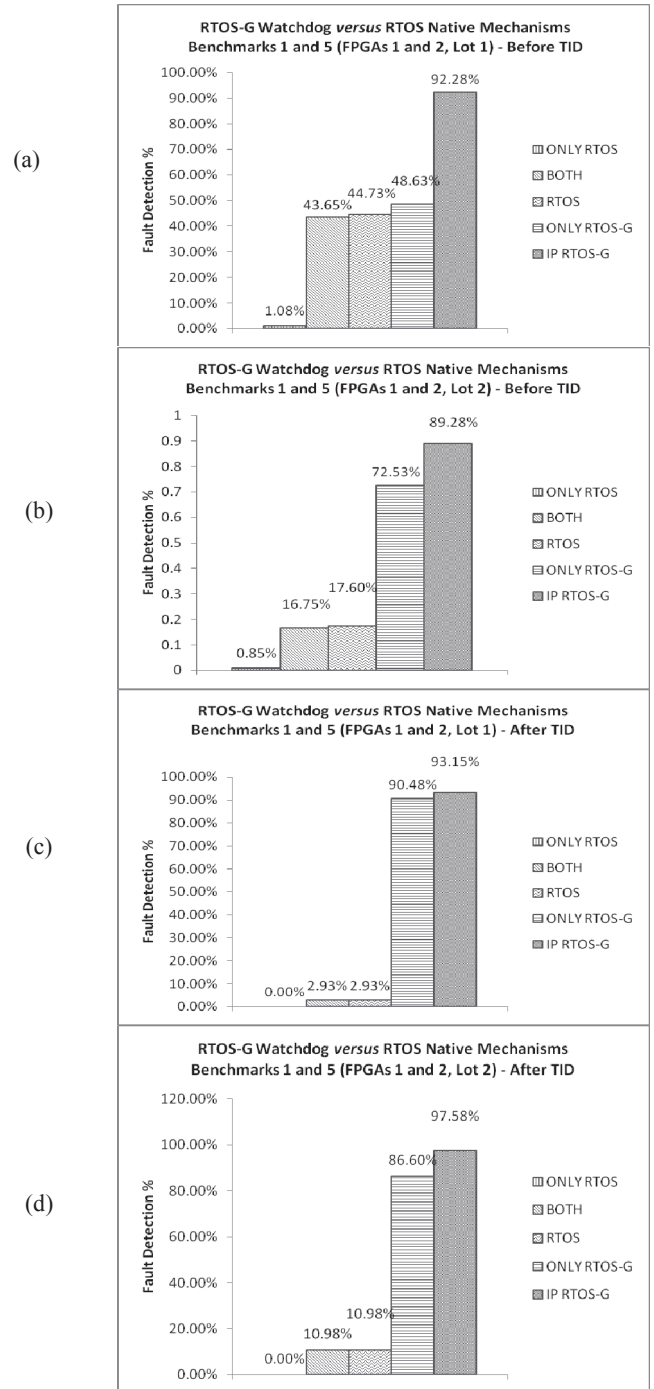 (a)
RTOS-G Watchdog versus RTOS Native Mechanisms
Benchmarks 1 and 5 (FPGAs 1 and 2, Lot 1) - Before TID
Fault Detection %
100.00%
90.00%
80.00%
70.00%
60.00%
50.00%
40.00%
30.00%
20.00%
10.00%
0.00%
1.08%
43.65%
44.73%
48.63%
92.28%
ONLY RTOS
BOTH
RTOS
ONLY RTOS-G
IP RTOS-G
(b)
RTOS-G Watchdog versus RTOS Native Mechanisms
Benchmarks 1 and 5 (FPGAs 1 and 2, Lot 2) - Before TID
Fault Detection %
1
0.9
0.8
0.7
0.6
0.5
0.4
0.3
0.2
0.1
0
0.85%
16.75%
17.60%
72.53%
89.28%
ONLY RTOS
BOTH
RTOS
ONLY RTOS-G
IP RTOS-G
(c)
RTOS-G Watchdog versus RTOS Native Mechanisms
Benchmarks 1 and 5 (FPGAs 1 and 2, Lot 1) - After TID
Fault Detection %
100.00%
90.00%
80.00%
70.00%
60.00%
50.00%
40.00%
30.00%
20.00%
10.00%
0.00%
0.00%
2.93%
2.93%
90.48%
93.15%
ONLY RTOS
BOTH
RTOS
ONLY RTOS-G
IP RTOS-G
(d)
RTOS-G Watchdog versus RTOS Native Mechanisms
Benchmarks 1 and 5 (FPGAs 1 and 2, Lot 2) - After TID
Fault Detection %
120.00%
100.00%
80.00%
60.00%
40.00%
20.00%
0.00%
0.00%
10.98%
10.98%
86.60%
97.58%
ONLY RTOS
BOTH
RTOS
ONLY RTOS-G
IP RTOS-G